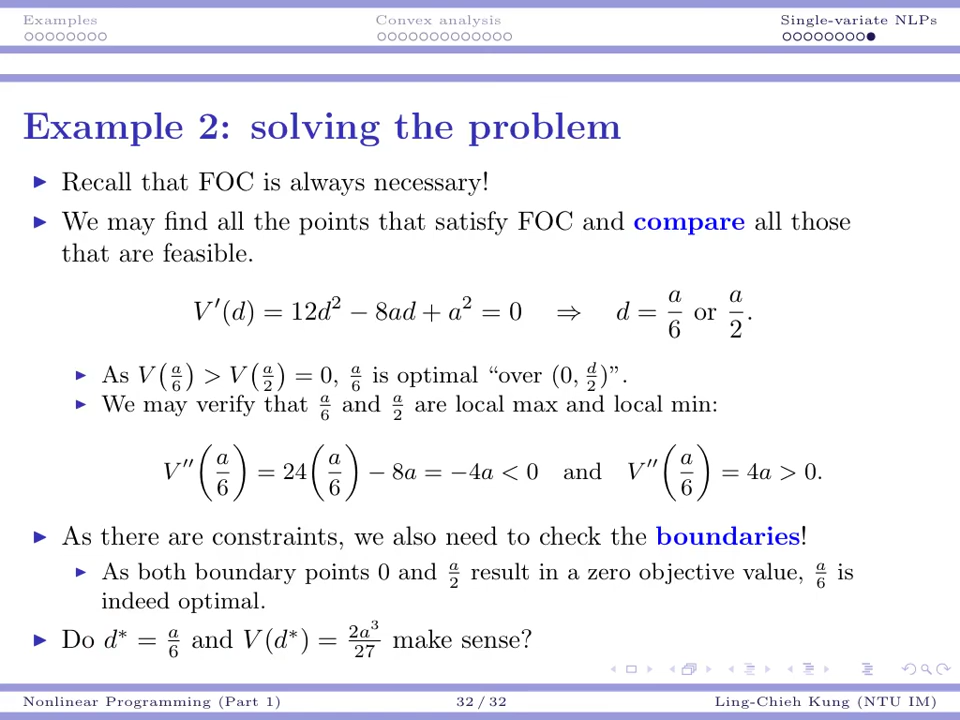 Examples Convex analysis Single-variate NLPs
Example 2: solving the problem
▶ Recall that FOC is always necessary!
▶ We may find all the points that satisfy FOC and compare all those
that are feasible.
V′(d) = 12d² − 8ad + a² = 0 ⇒ d = a/6 or a/2.
▶ As V(a/6) > V(a/2) = 0, a/6 is optimal “over (0, d/2)”.
▶ We may verify that a/6 and a/2 are local max and local min:
V″(a/6) = 24(a/6) − 8a = −4a < 0 and V″(a/6) = 4a > 0.
▶ As there are constraints, we also need to check the boundaries!
▶ As both boundary points 0 and a/2 result in a zero objective value, a/6 is
indeed optimal.
▶ Do d* = a/6 and V(d*) = 2a³/27 make sense?
Nonlinear Programming (Part 1) 32 / 32 Ling-Chieh Kung (NTU IM)